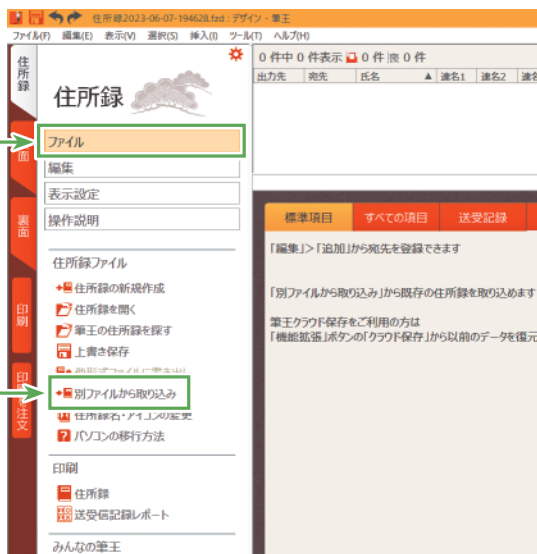 住所録2023-06-07-194628.fzd : デザイン - 筆王
ファイル(F) 編集(E) 表示(V) 選択(S) 挿入(I) ツール(T) ヘルプ(H)
住所録
面
裏面
印刷
住所録
ファイル
編集
表示設定
操作説明
住所録ファイル
住所録の新規作成
住所録を開く
筆王の住所録を探す
上書き保存
別ファイルから取り込み
住所録名・アイコンの変更
パソコンの移行方法
印刷
住所録
送受信記録レポート
みんなの筆王
0 件中 0 件表示 0 件 0 件
出力先 宛先 氏名 ▲ 連名1 連名2
標準項目 すべての項目 送受記録
「編集」>「追加」から宛先を登録できます
「別ファイルから取り込み」から既存の住所録を取り込めます
筆王クラウド保存をご利用の方は
「機能拡張」ボタンの「クラウド保存」から以前のデータを復元